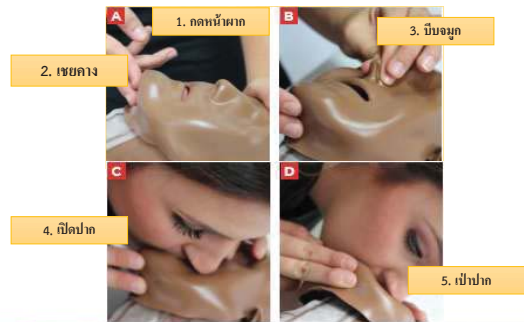 A
1. กดหน้าผาก
B
3. บีบจมูก
2. เชยคาง
C
D
4. เปิดปาก
5. เป่าปาก